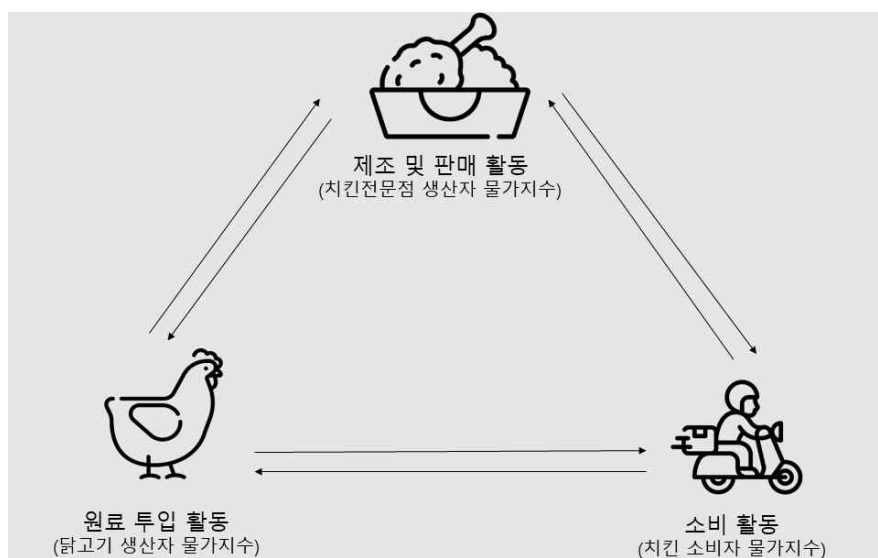 제조 및 판매 활동
(치킨전문점 생산자 물가지수)
원료 투입 활동
(닭고기 생산자 물가지수)
소비 활동
(치킨 소비자 물가지수)